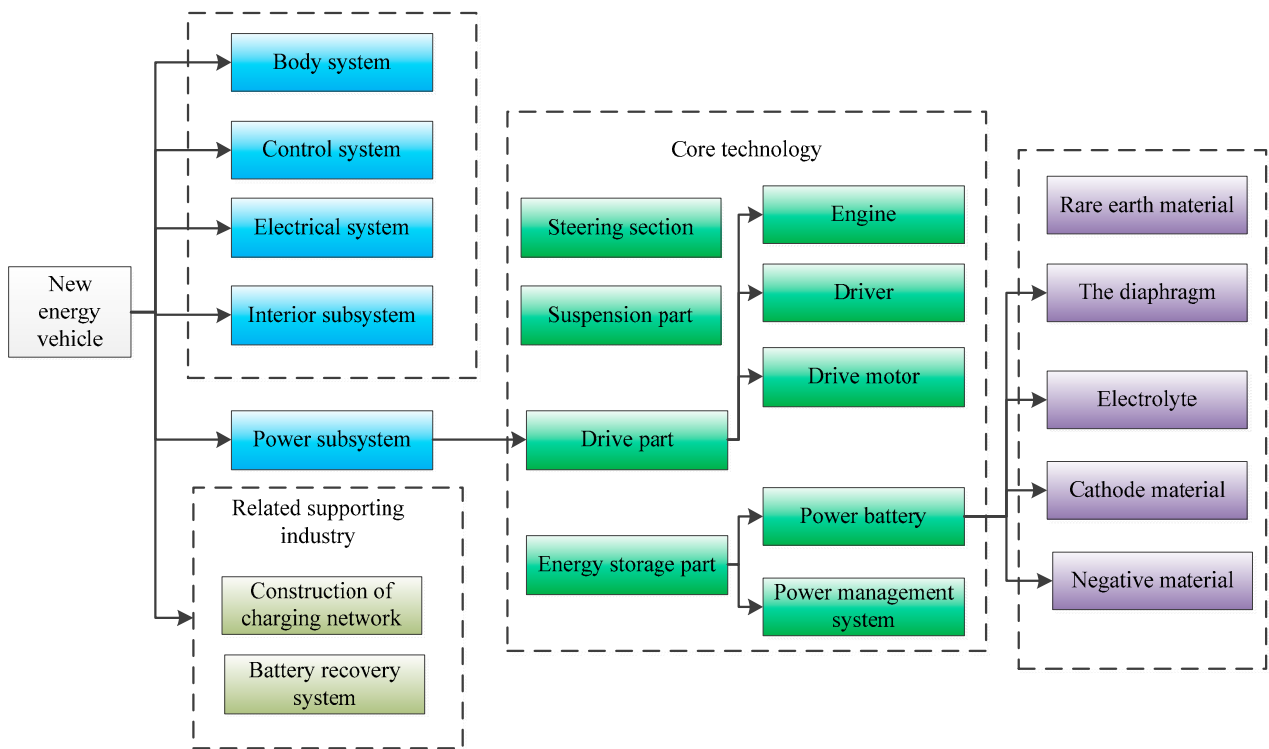 New
energy
vehicle
Body system
Control system
Electrical system
Interior subsystem
Power subsystem
Related supporting
industry
Construction of
charging network
Battery recovery
system
Core technology
Steering section
Suspension part
Drive part
Energy storage part
Engine
Driver
Drive motor
Power battery
Power management
system
Rare earth material
The diaphragm
Electrolyte
Cathode material
Negative material